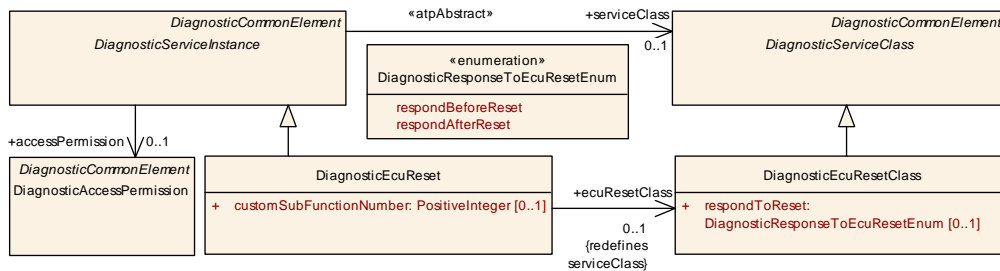 DiagnosticCommonElement
DiagnosticServiceInstance
«atpAbstract»
+serviceClass
0..1
DiagnosticCommonElement
DiagnosticServiceClass
«enumeration»
DiagnosticResponseToEcuResetEnum
respondBeforeReset
respondAfterReset
+accessPermission
0..1
DiagnosticCommonElement
DiagnosticAccessPermission
DiagnosticEcuReset
+ customSubFunctionNumber: PositiveInteger [0..1]
+ecuResetClass
0..1
{redefines
serviceClass}
DiagnosticEcuResetClass
+ respondToReset:
DiagnosticResponseToEcuResetEnum [0..1]